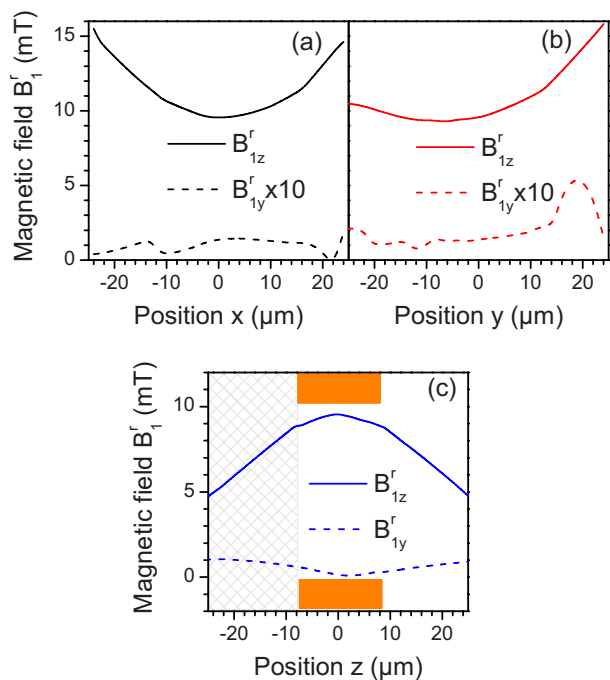 Magnetic field B₁ʳ (mT)
15
10
5
0
(a)
B₁zʳ
B₁yʳx10
-20 -10 0 10 20
Position x (µm)
(b)
B₁zʳ
B₁yʳx10
-20 -10 0 10 20
Position y (µm)
Magnetic field B₁ʳ (mT)
10
5
0
(c)
B₁zʳ
B₁yʳ
-20 -10 0 10 20
Position z (µm)